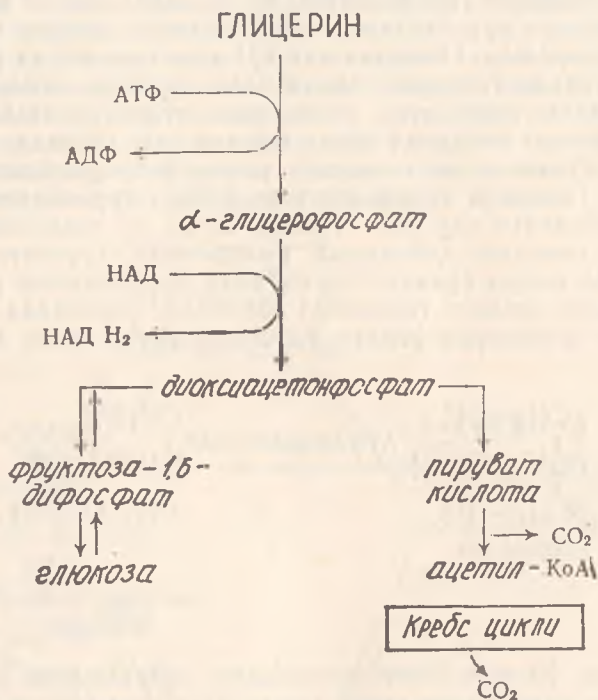 ГЛИЦЕРИН
АТФ
АДФ
α-глицерофосфат
НАД
НАД H₂
диоксиацетонфосфат
фруктоза-1,6-
дифосфат
глюкоза
пируват
кислота
CO₂
ацетил-КоА
Кребс цикли
CO₂